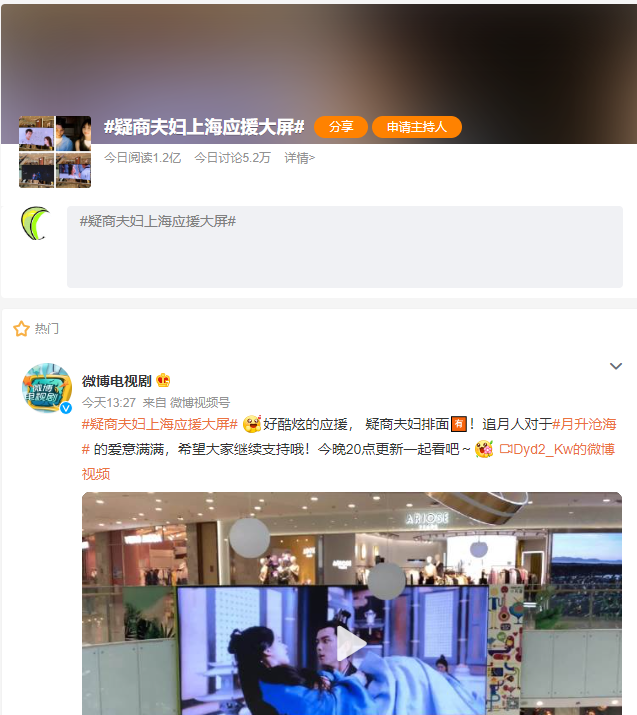 #疑商夫妇上海应援大屏# 分享 申请主持人
今日阅读1.2亿 今日讨论5.2万 详情>
#疑商夫妇上海应援大屏#
热门
微博
电视剧
微博电视剧
今天13:27 来自 微博视频号
#疑商夫妇上海应援大屏# 好酷炫的应援， 疑商夫妇排面🈶！追月人对于#月升沧海
# 的爱意满满，希望大家继续支持哦！今晚20点更新一起看吧～ Dyd2_Kw的微博
视频
ARIOSE